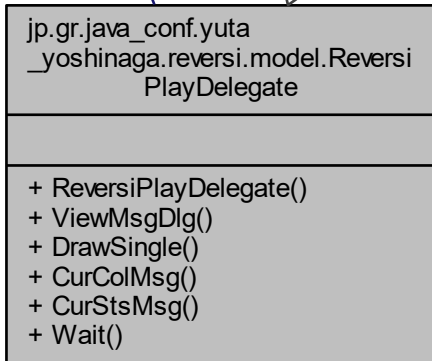 jp.gr.java_conf.yuta
_yoshinaga.reversi.model.Reversi
PlayDelegate
+ ReversiPlayDelegate()
+ ViewMsgDlg()
+ DrawSingle()
+ CurColMsg()
+ CurStsMsg()
+ Wait()